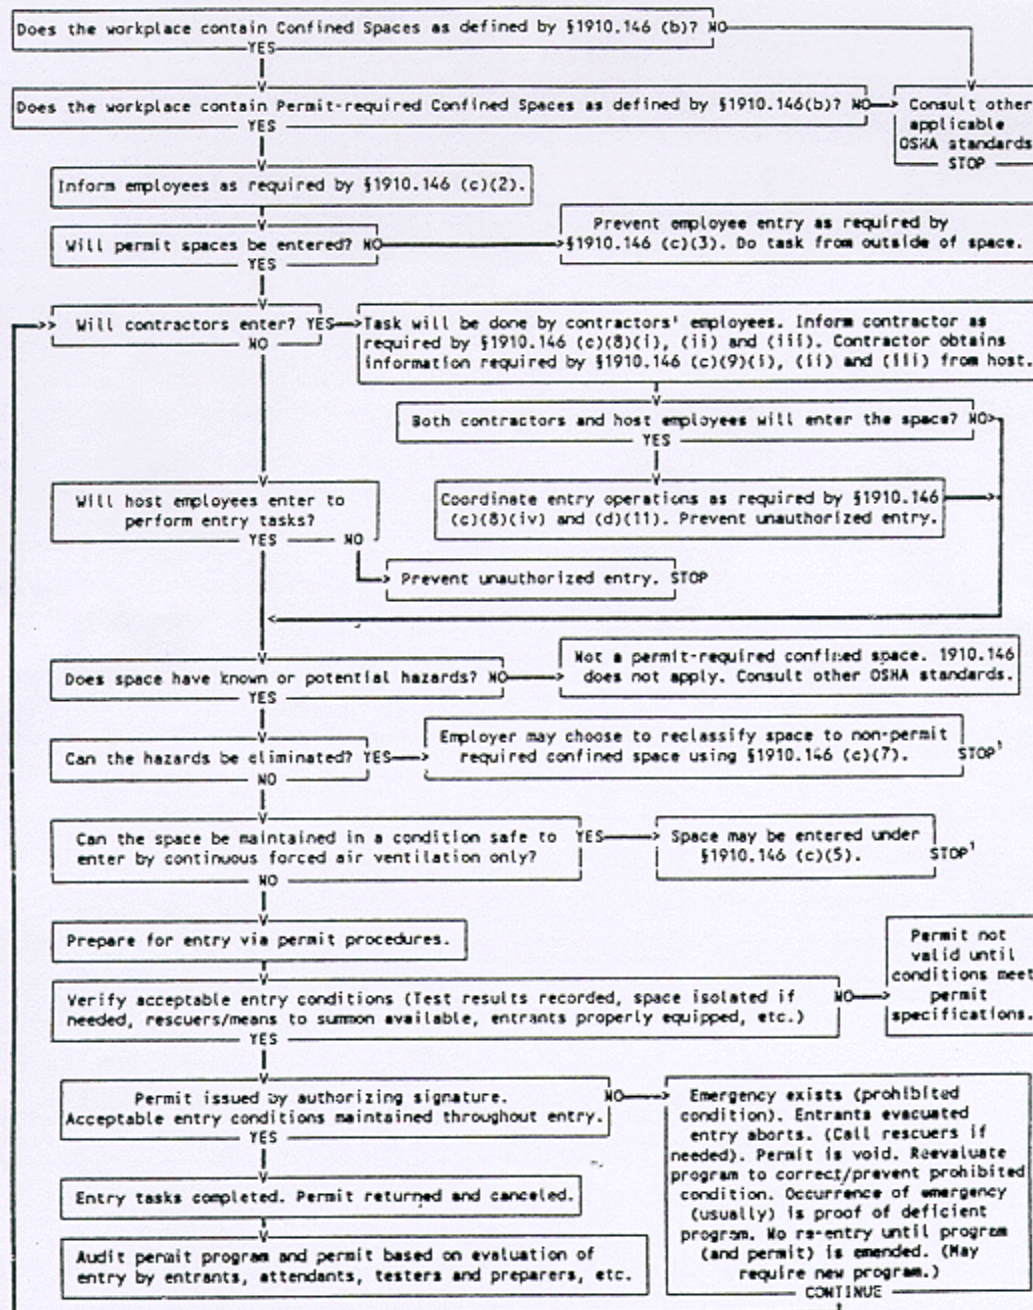 Does the workplace contain Confined Spaces as defined by §1910.146 (b)? NO
YES
Does the workplace contain Permit-required Confined Spaces as defined by §1910.146(b)? NO
YES
Consult other
applicable
OSHA standards
STOP
Inform employees as required by §1910.146 (c)(2).
Will permit spaces be entered? NO
YES
Prevent employee entry as required by
§1910.146 (c)(3). Do task from outside of space.
Will contractors enter? YES
NO
Task will be done by contractors' employees. Inform contractor as
required by §1910.146 (c)(8)(i), (ii) and (iii). Contractor obtains
information required by §1910.146 (c)(9)(i), (ii) and (iii) from host.
Both contractors and host employees will enter the space? NO
YES
Coordinate entry operations as required by §1910.146
(c)(8)(iv) and (d)(11). Prevent unauthorized entry.
Will host employees enter to
perform entry tasks?
YES NO
Prevent unauthorized entry. STOP
Does space have known or potential hazards? NO
YES
Not a permit-required confined space. 1910.146
does not apply. Consult other OSHA standards.
Can the hazards be eliminated? YES
NO
Employer may choose to reclassify space to non-permit
required confined space using §1910.146 (c)(7). STOP¹
Can the space be maintained in a condition safe to YES
enter by continuous forced air ventilation only?
NO
Space may be entered under
§1910.146 (c)(5). STOP¹
Prepare for entry via permit procedures.
Verify acceptable entry conditions (Test results recorded, space isolated if NO
needed, rescuers/means to summon available, entrants properly equipped, etc.)
YES
Permit not
valid until
conditions meet
permit
specifications.
Permit issued by authorizing signature. NO
Acceptable entry conditions maintained throughout entry.
YES
Emergency exists (prohibited
condition). Entrants evacuated
entry aborts. (Call rescuers if
needed). Permit is void. Reevaluate
program to correct/prevent prohibited
condition. Occurrence of emergency
(usually) is proof of deficient
program. No re-entry until program
(and permit) is emended. (May
require new program.)
CONTINUE
Entry tasks completed. Permit returned and canceled.
Audit permit program and permit based on evaluation of
entry by entrants, attendants, testers and preparers, etc.